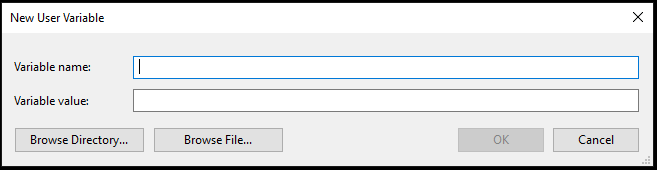 New User Variable
Variable name:
Variable value:
Browse Directory... Browse File... OK Cancel